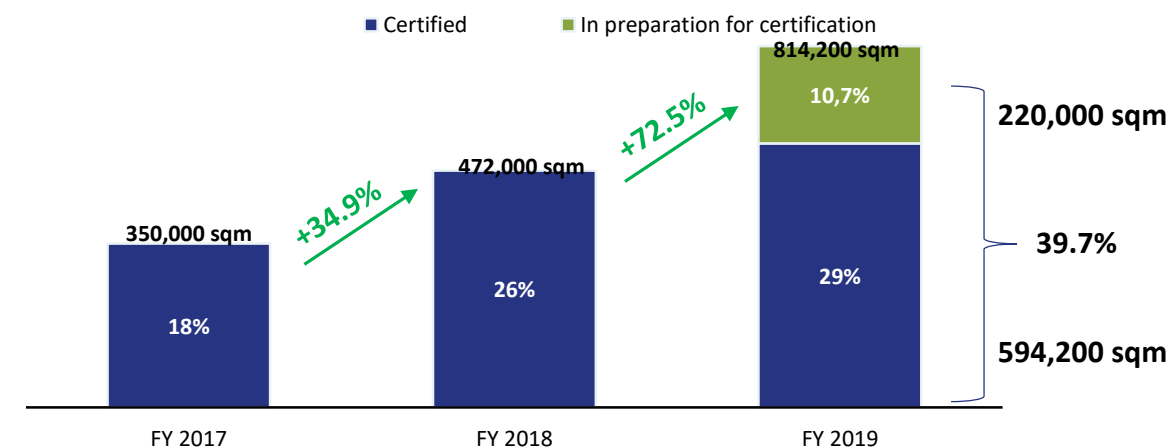 Certified In preparation for certification
814,200 sqm
10,7%
220,000 sqm
+72.5%
472,000 sqm
+34.9%
350,000 sqm
39.7%
29%
26%
18%
594,200 sqm
FY 2017 FY 2018 FY 2019